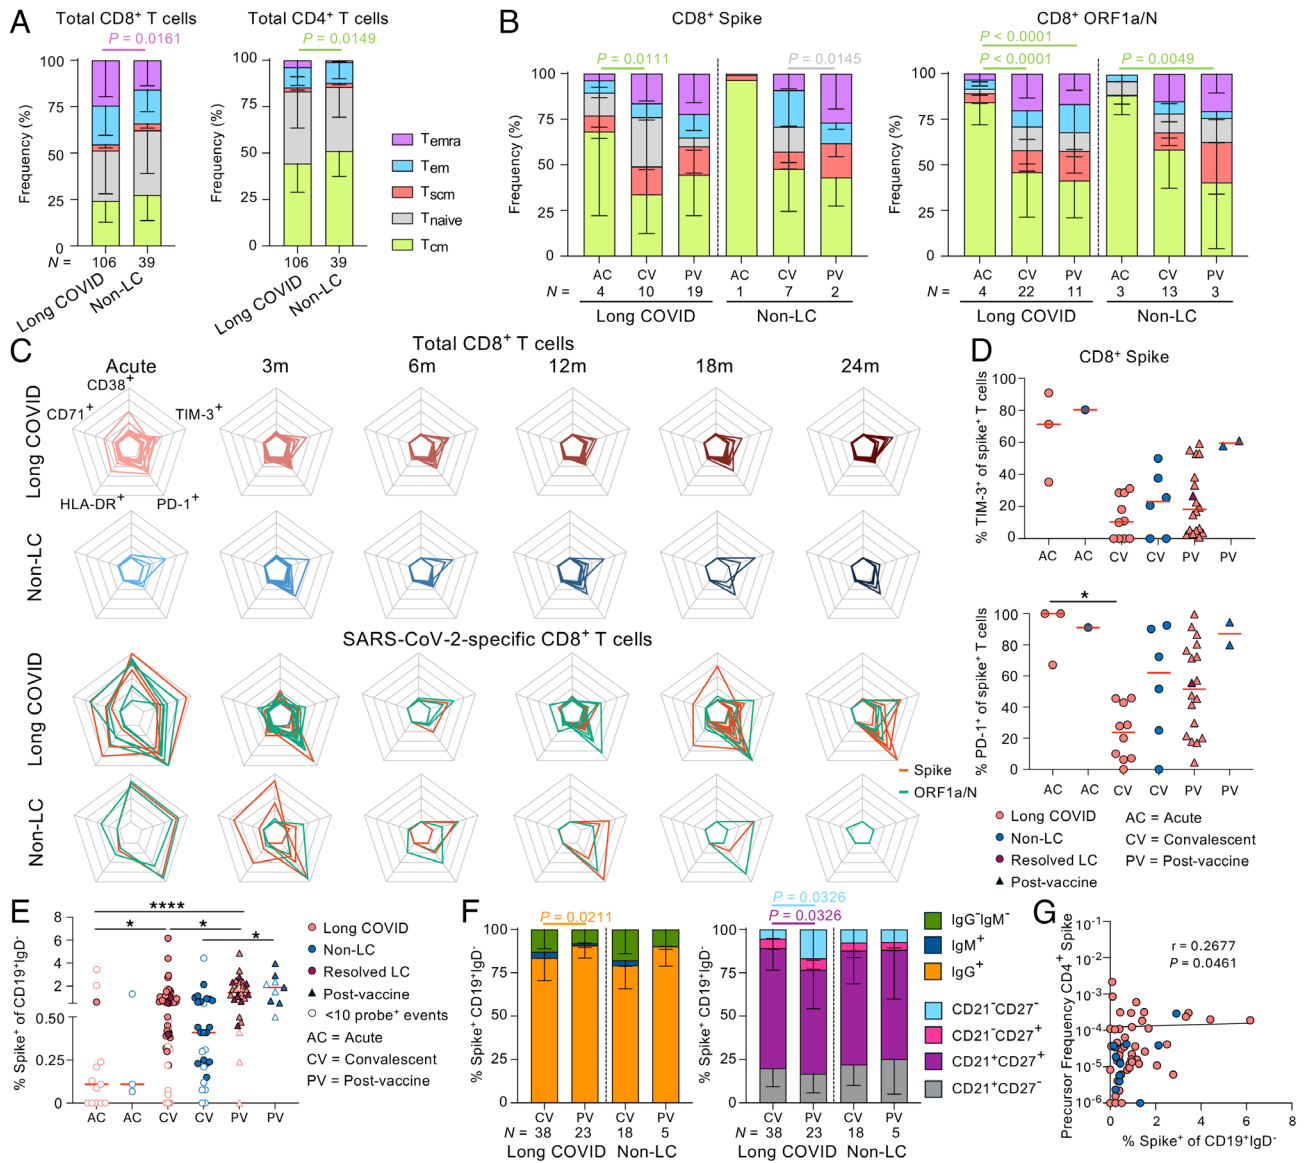 A
Total CD8+ T cells
P = 0.0161
Frequency (%)
100
75
50
25
0
N =
106
39
Long COVID
Non-LC
Total CD4+ T cells
P = 0.0149
Frequency (%)
100
75
50
25
0
106
39
Long COVID
Non-LC
Temra
Tem
Tscm
Tnaive
Tcm
B
CD8+ Spike
P = 0.0111
P = 0.0145
Frequency (%)
100
75
50
25
0
AC CV PV AC CV PV
N = 4 10 19 1 7 2
Long COVID Non-LC
CD8+ ORF1a/N
P < 0.0001
P < 0.0001
P = 0.0049
Frequency (%)
100
75
50
25
0
AC CV PV AC CV PV
N = 4 22 11 3 13 3
Long COVID Non-LC
C
Total CD8+ T cells
Acute 3m 6m 12m 18m 24m
Long COVID
CD38+
CD71+
TIM-3+
HLA-DR+
PD-1+
Non-LC
SARS-CoV-2-specific CD8+ T cells
Long COVID
Non-LC
Spike
ORF1a/N
D
CD8+ Spike
% TIM-3+ of spike+ T cells
100
80
60
40
20
0
AC AC CV CV PV PV
% PD-1+ of spike+ T cells
*
100
80
60
40
20
0
AC AC CV CV PV PV
Long COVID
Non-LC
Resolved LC
Post-vaccine
AC = Acute
CV = Convalescent
PV = Post-vaccine
E
% Spike+ of CD19+IgD-
8
6
4
2
0.50
0.25
0
****
* *
*
AC AC CV CV PV PV
Long COVID
Non-LC
Resolved LC
Post-vaccine
<10 probe+ events
AC = Acute
CV = Convalescent
PV = Post-vaccine
F
P = 0.0211
% Spike+ CD19+IgD-
100
75
50
25
0
CV PV CV PV
N = 38 23 18 5
Long COVID Non-LC
P = 0.0326
P = 0.0326
% Spike+ CD19+IgD-
100
75
50
25
0
CV PV CV PV
N = 38 23 18 5
Long COVID Non-LC
IgG-IgM-
IgM+
IgG+
CD21-CD27-
CD21-CD27+
CD21+CD27+
CD21+CD27-
G
Precursor Frequency CD4+ Spike
10-1
10-2
10-3
10-4
10-5
10-6
r = 0.2677
P = 0.0461
0 2 4 6 8
% Spike+ of CD19+IgD-